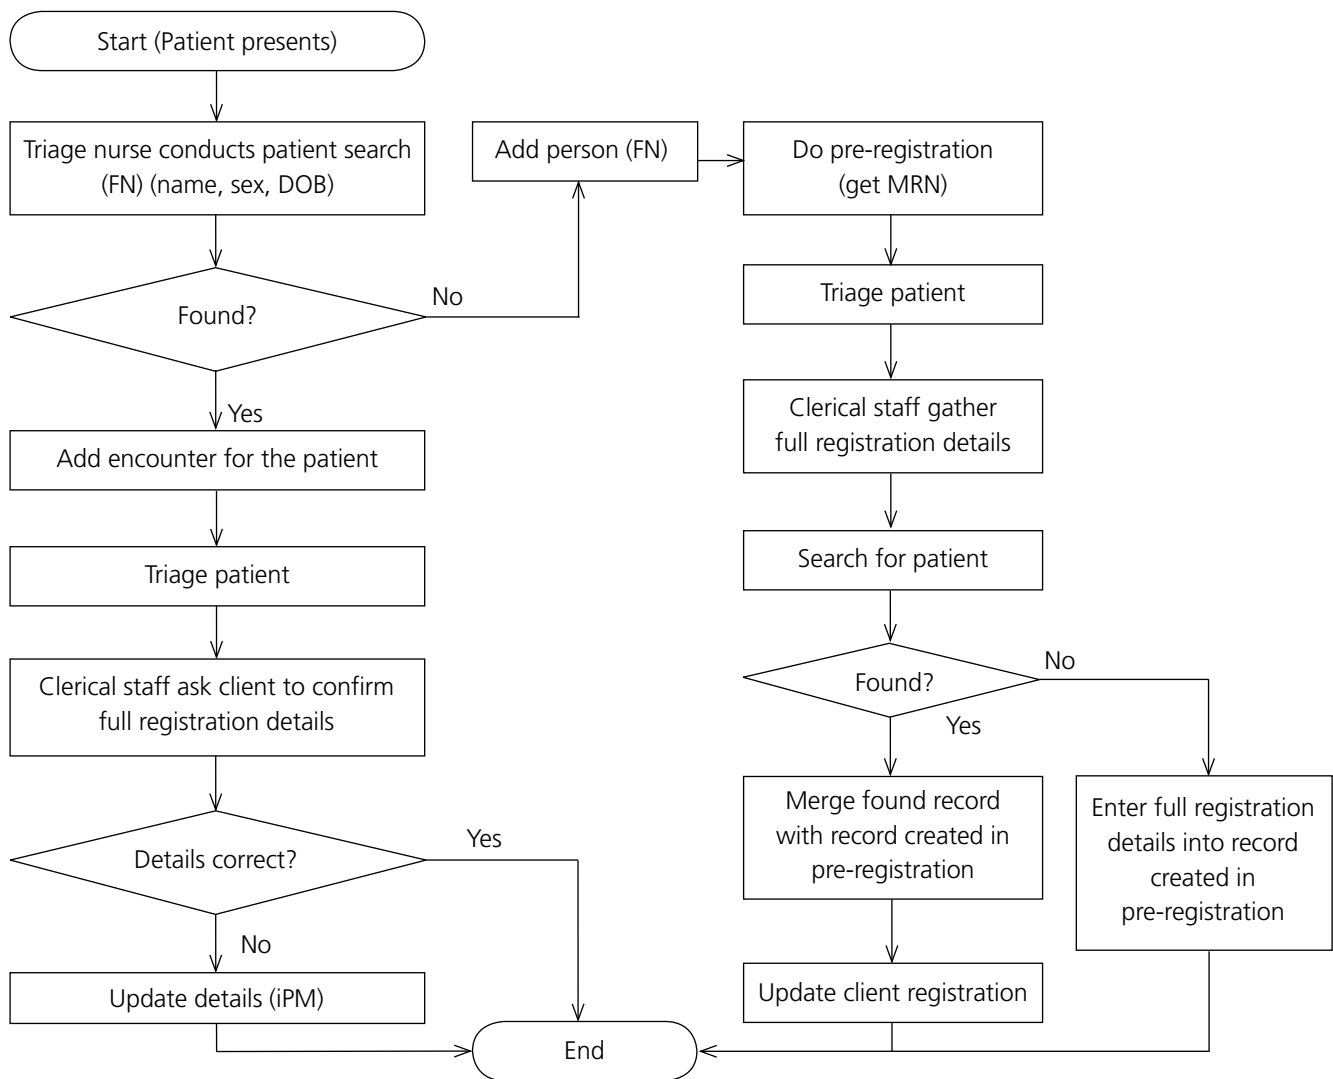 Start (Patient presents)
Triage nurse conducts patient search
(FN) (name, sex, DOB)
Found?
No
Yes
Add encounter for the patient
Triage patient
Clerical staff ask client to confirm
full registration details
Details correct?
Yes
No
Update details (iPM)
End
Add person (FN)
Do pre-registration
(get MRN)
Triage patient
Clerical staff gather
full registration details
Search for patient
Found?
No
Yes
Merge found record
with record created in
pre-registration
Update client registration
Enter full registration
details into record
created in
pre-registration